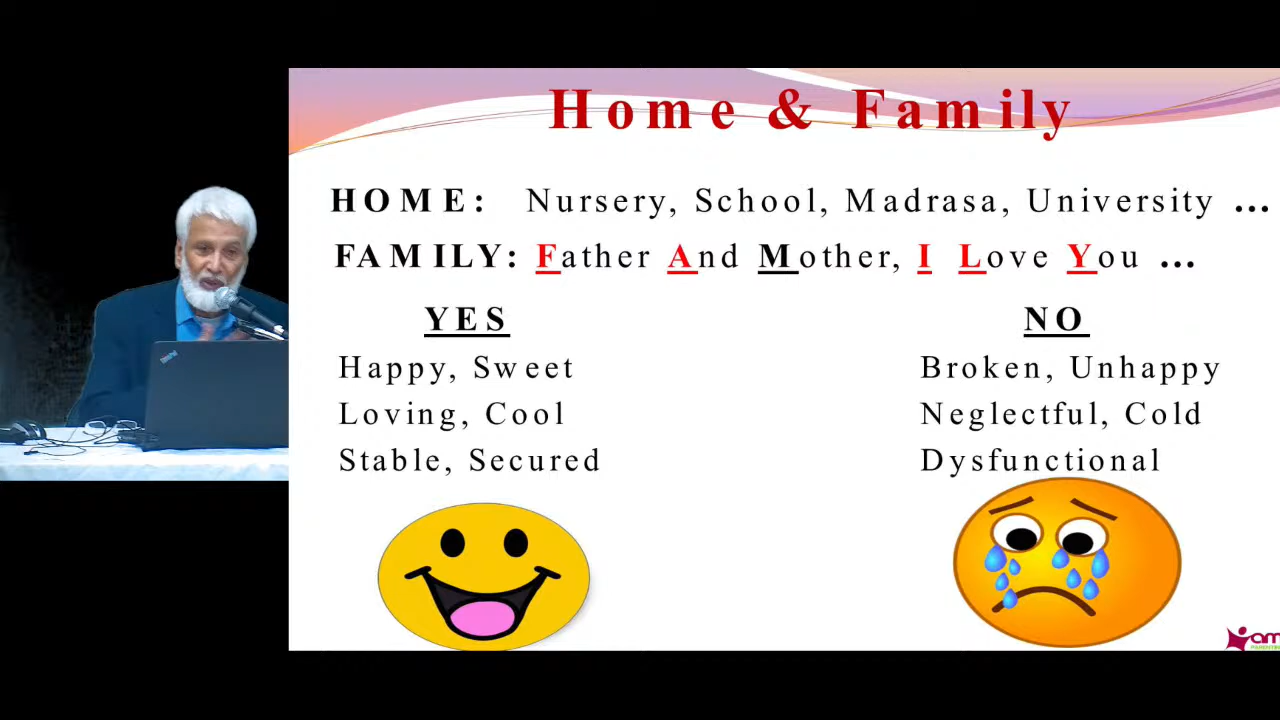 Home & Family
HOME: Nursery, School, Madrasa, University ...
FAMILY: Father And Mother, I Love You ...
YES
NO
Happy, Sweet
Broken, Unhappy
Loving, Cool
Neglectful, Cold
Stable, Secured
Dysfunctional
am